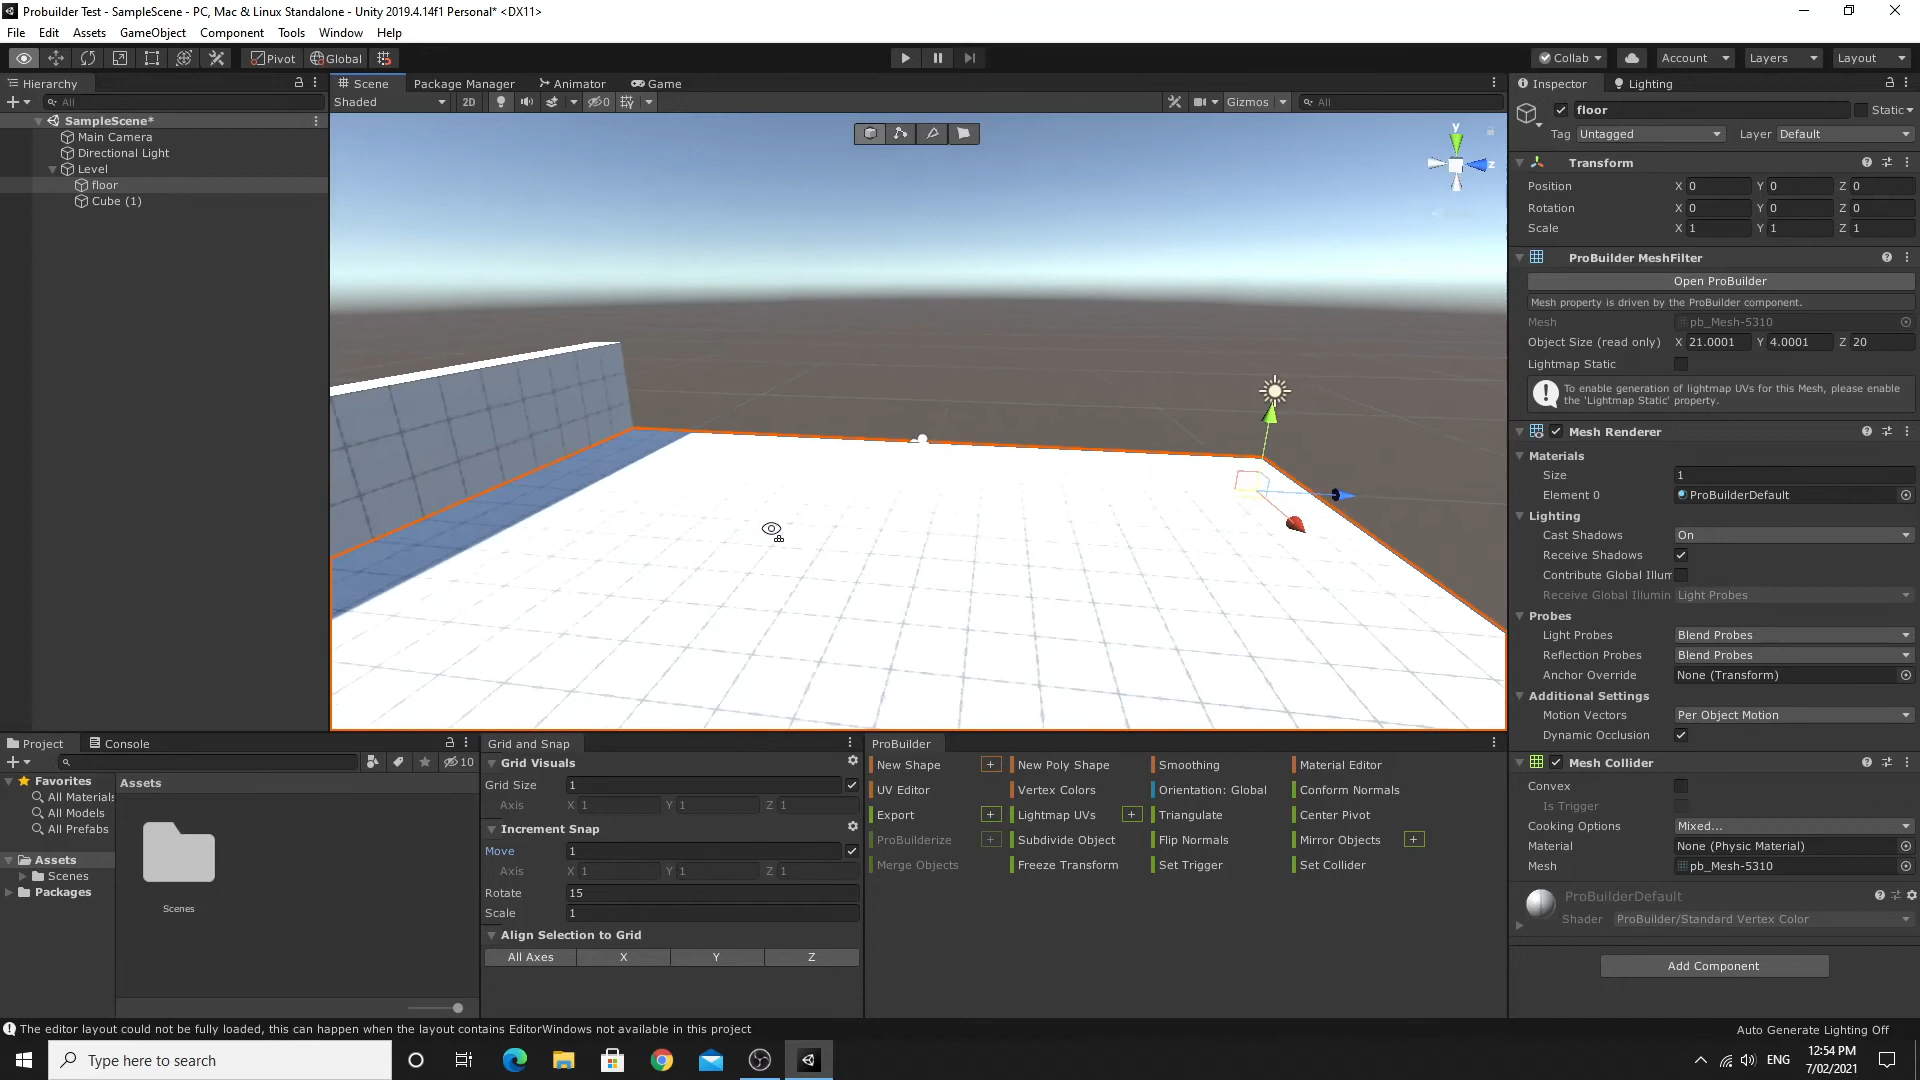 Probuilder Test - SampleScene - PC, Mac & Linux Standalone - Unity 2019.4.14f1 Personal* <DX11>
File Edit Assets GameObject Component Tools Window Help
Pivot Global Collab Account Layers Layout
Hierarchy
All
SampleScene*
Main Camera
Directional Light
Level
floor
Cube (1)
Scene Package Manager Animator Game
Shaded 2D 0 Gizmos All
y
z
Inspector Lighting
floor Static
Tag Untagged Layer Default
Transform
Position X 0 Y 0 Z 0
Rotation X 0 Y 0 Z 0
Scale X 1 Y 1 Z 1
ProBuilder MeshFilter
Open ProBuilder
Mesh property is driven by the ProBuilder component.
Mesh pb_Mesh-5310
Object Size (read only) X 21.0001 Y 4.0001 Z 20
Lightmap Static
To enable generation of lightmap UVs for this Mesh, please enable
the 'Lightmap Static' property.
Mesh Renderer
Materials
Size 1
Element 0 ProBuilderDefault
Lighting
Cast Shadows On
Receive Shadows
Contribute Global Illum
Receive Global Illumin Light Probes
Probes
Light Probes Blend Probes
Reflection Probes Blend Probes
Anchor Override None (Transform)
Additional Settings
Motion Vectors Per Object Motion
Dynamic Occlusion
Mesh Collider
Convex
Is Trigger
Cooking Options Mixed...
Material None (Physic Material)
Mesh pb_Mesh-5310
ProBuilderDefault
Shader ProBuilder/Standard Vertex Color
Add Component
Project Console
10
Favorites
All Materials
All Models
All Prefabs
Assets
Scenes
Packages
Assets
Scenes
Grid and Snap
Grid Visuals
Grid Size 1
Axis X 1 Y 1 Z 1
Increment Snap
Move 1
Axis X 1 Y 1 Z 1
Rotate 15
Scale 1
Align Selection to Grid
All Axes X Y Z
ProBuilder
New Shape + New Poly Shape Smoothing Material Editor
UV Editor Vertex Colors Orientation: Global Conform Normals
Export + Lightmap UVs + Triangulate Center Pivot
ProBuilderize + Subdivide Object Flip Normals Mirror Objects +
Merge Objects Freeze Transform Set Trigger Set Collider
The editor layout could not be fully loaded, this can happen when the layout contains EditorWindows not available in this project
Auto Generate Lighting Off
Type here to search
ENG
12:54 PM
7/02/2021